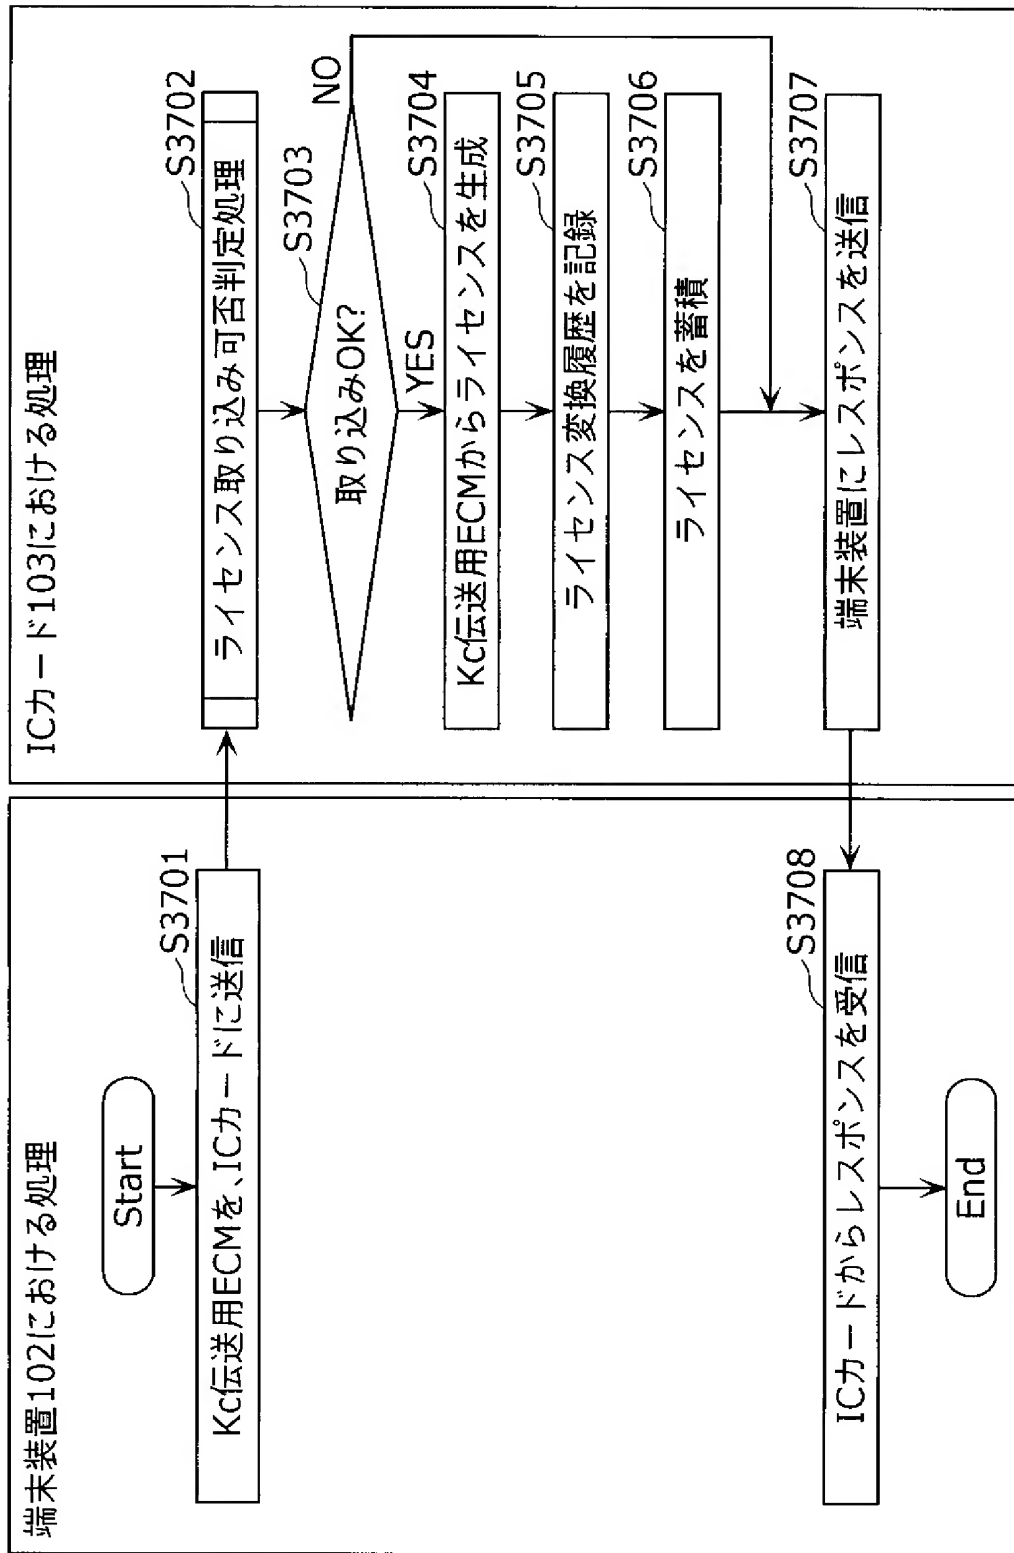 端末装置102における処理
Start
S3701
Kc伝送用ECMを、ICカードに送信
ICカード103における処理
S3702
ライセンス取り込み可否判定処理
S3703
取り込みOK?
NO
YES
S3704
Kc伝送用ECMからライセンスを生成
S3705
ライセンス変換履歴を記録
S3706
ライセンスを蓄積
S3707
端末装置にレスポンスを送信
S3708
ICカードからレスポンスを受信
End